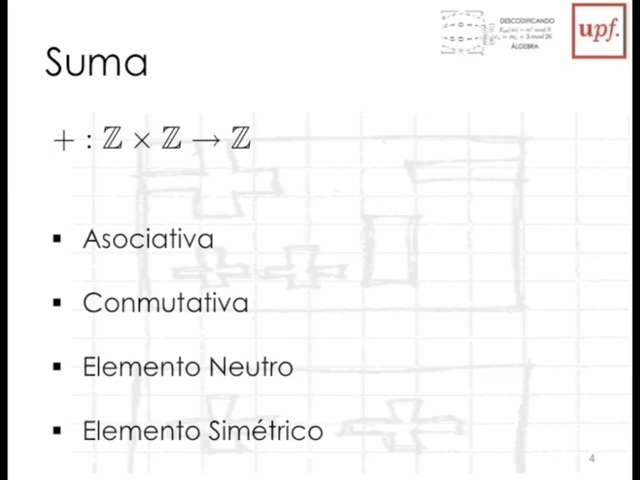 DESCODIFICANDO
ÁLGEBRA
upf.
Suma
+ : ℤ × ℤ → ℤ
▪ Asociativa
▪ Conmutativa
▪ Elemento Neutro
▪ Elemento Simétrico
4